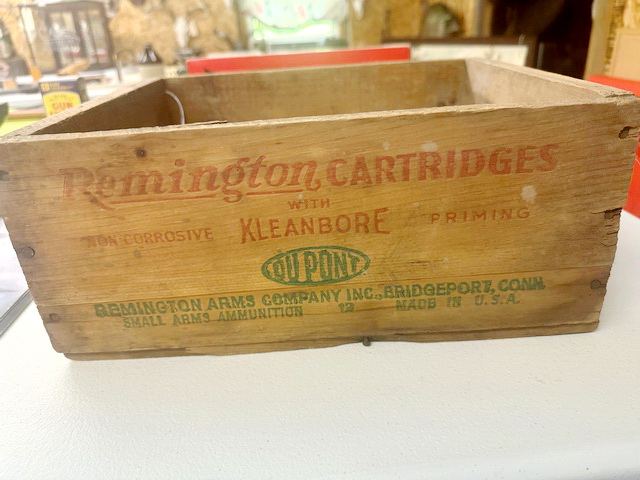 Remington CARTRIDGES
WITH
NON-CORROSIVE KLEANBORE PRIMING
DU PONT
REMINGTON ARMS COMPANY INC., BRIDGEPORT, CONN.
SMALL ARMS AMMUNITION 12 MADE IN U.S.A.